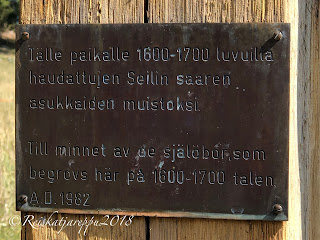 Tälle paikalle 1600-1700 luvuilla
haudattujen Seilin saaren
asukkaiden muistoksi.
Till minnet av de själöbor,som
begrovs här på 1600-1700 talen.
A.D.1982
©Reiskatjareppu2018